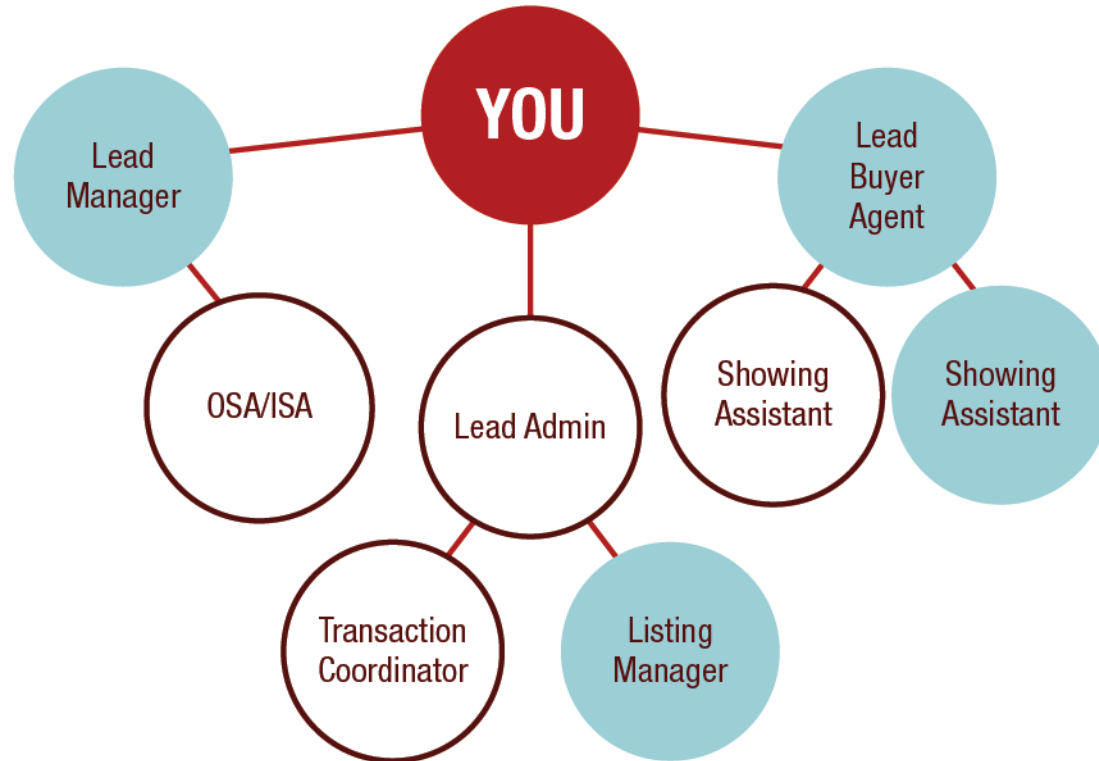 YOU
Lead
Manager
Lead
Buyer
Agent
OSA/ISA
Lead Admin
Showing
Assistant
Showing
Assistant
Transaction
Coordinator
Listing
Manager